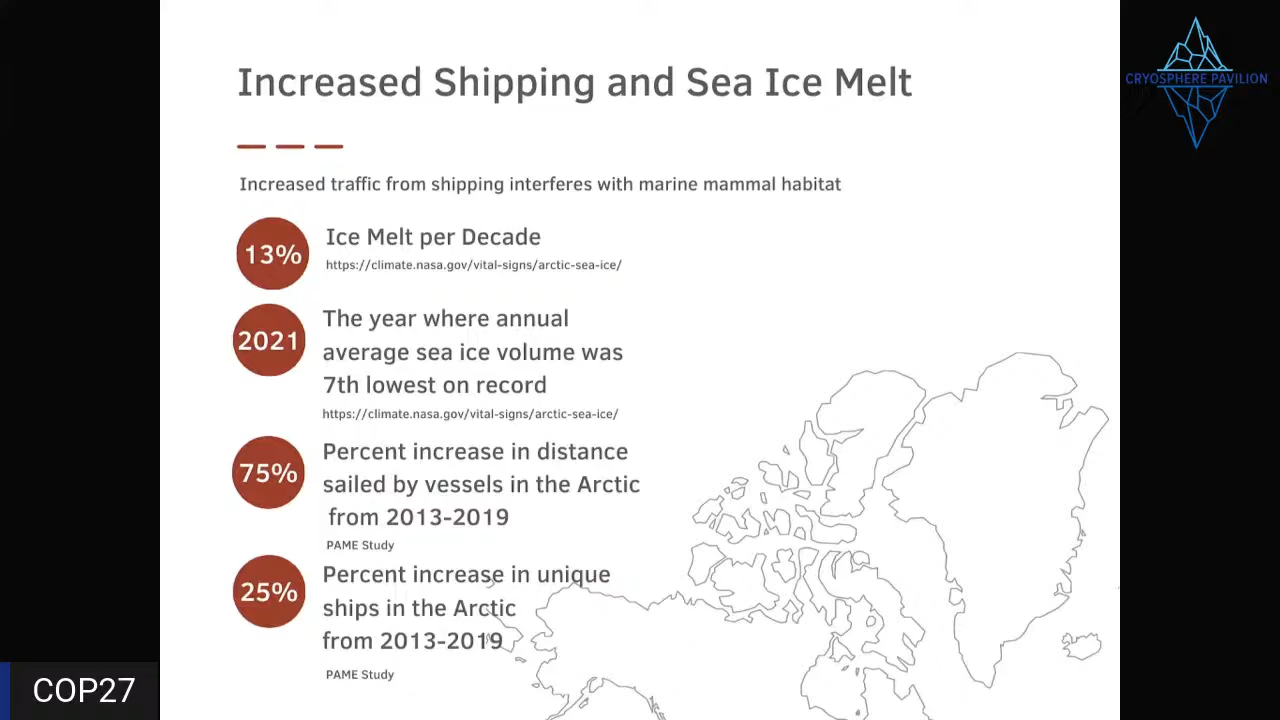 Increased Shipping and Sea Ice Melt
Increased traffic from shipping interferes with marine mammal habitat
13%
Ice Melt per Decade
https://climate.nasa.gov/vital-signs/arctic-sea-ice/
2021
The year where annual
average sea ice volume was
7th lowest on record
https://climate.nasa.gov/vital-signs/arctic-sea-ice/
75%
Percent increase in distance
sailed by vessels in the Arctic
from 2013-2019
PAME Study
25%
Percent increase in unique
ships in the Arctic
from 2013-2019
PAME Study
CRYOSPHERE PAVILION
COP27